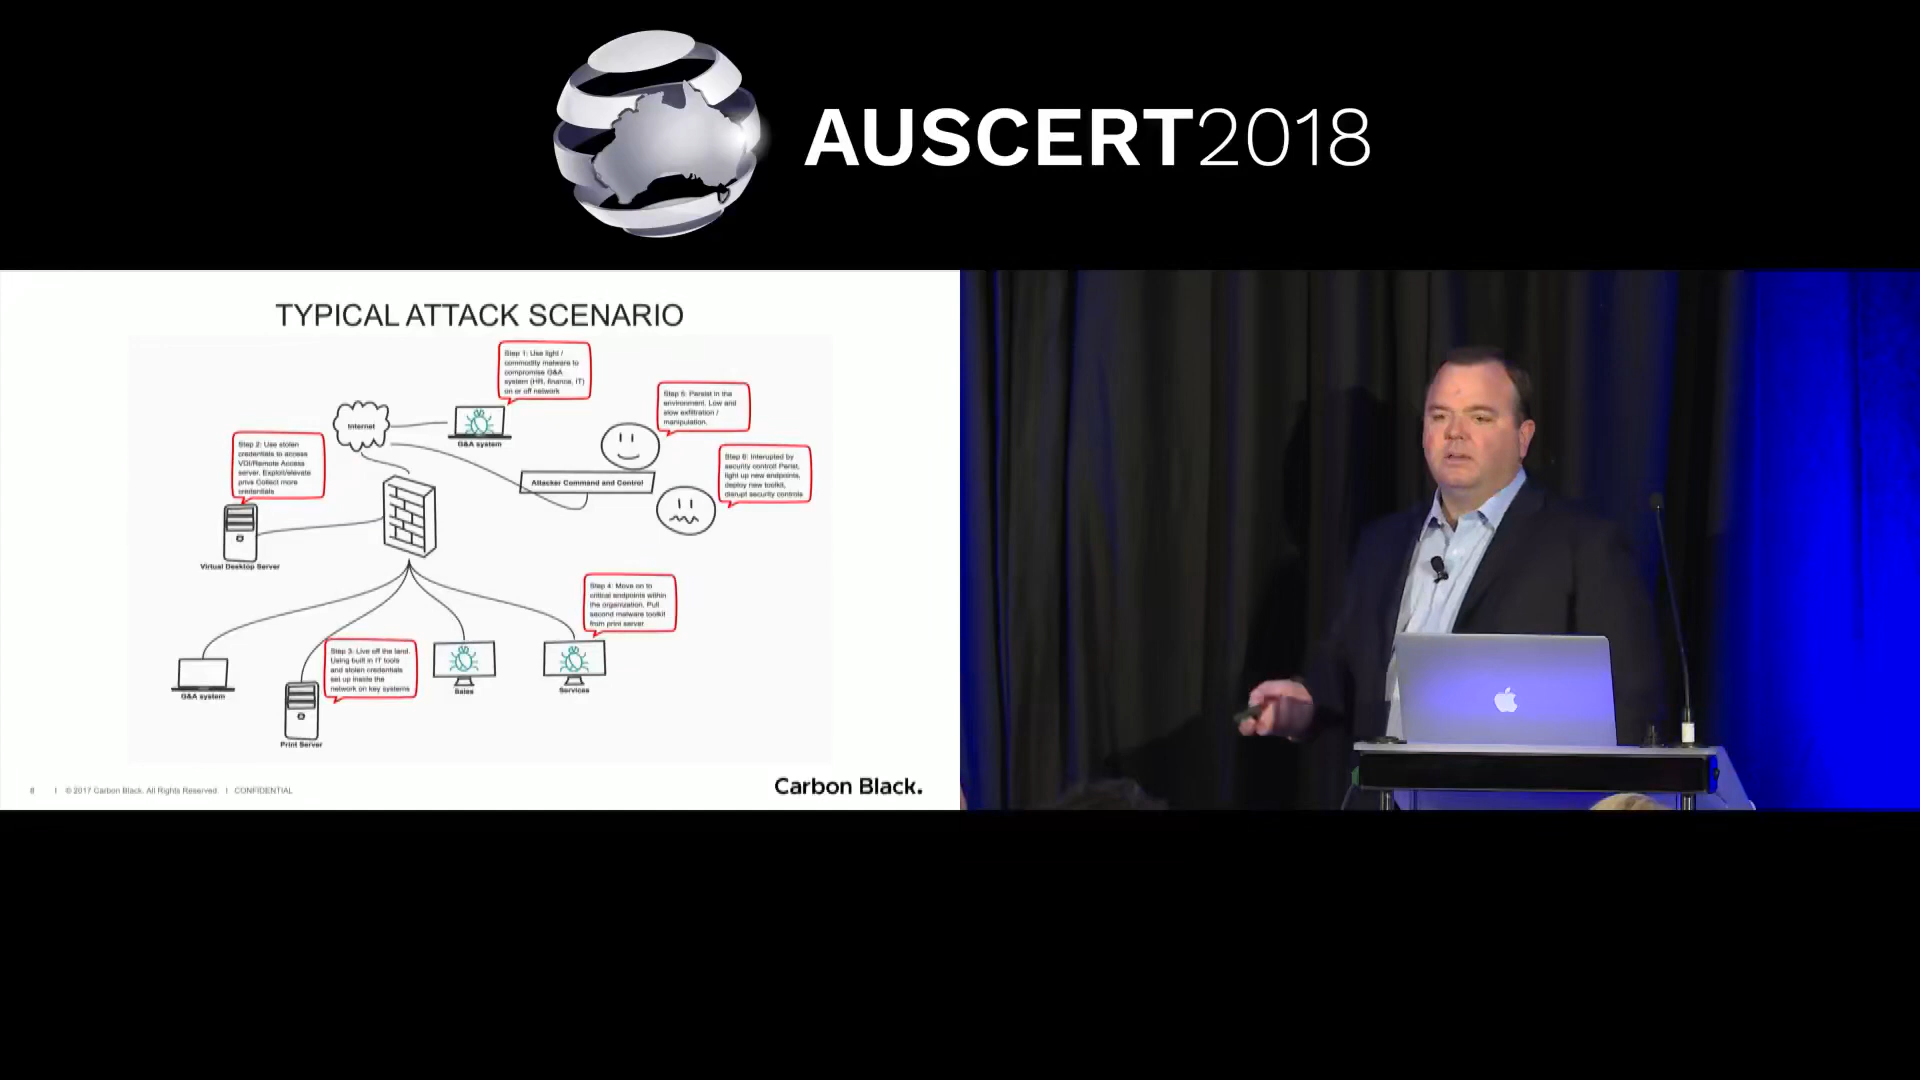 AUSCERT2018
TYPICAL ATTACK SCENARIO
Step 1: Use light /
commodity malware to
compromise G&A
system (HR, finance, IT)
on or off network
Internet
G&A system
Step 5: Persist in the
environment. Low and
slow exfiltration /
manipulation.
Step 2: Use stolen
credentials to access
VDI/Remote Access
server. Exploit/elevate
privs Collect more
credentials
Attacker Command and Control
Step 6: Interupted by
security control! Persist,
light up new endpoints,
deploy new toolkit,
disrupt security controls
Virtual Desktop Server
Step 4: Move on to
critical endpoints within
the organization. Pull
second malware toolkit
from print server
Step 3: Live off the land.
Using built in IT tools
and stolen credentials
set up inside the
network on key systems
G&A system
Print Server
Sales
Services
8 | © 2017 Carbon Black. All Rights Reserved. | CONFIDENTIAL
Carbon Black.